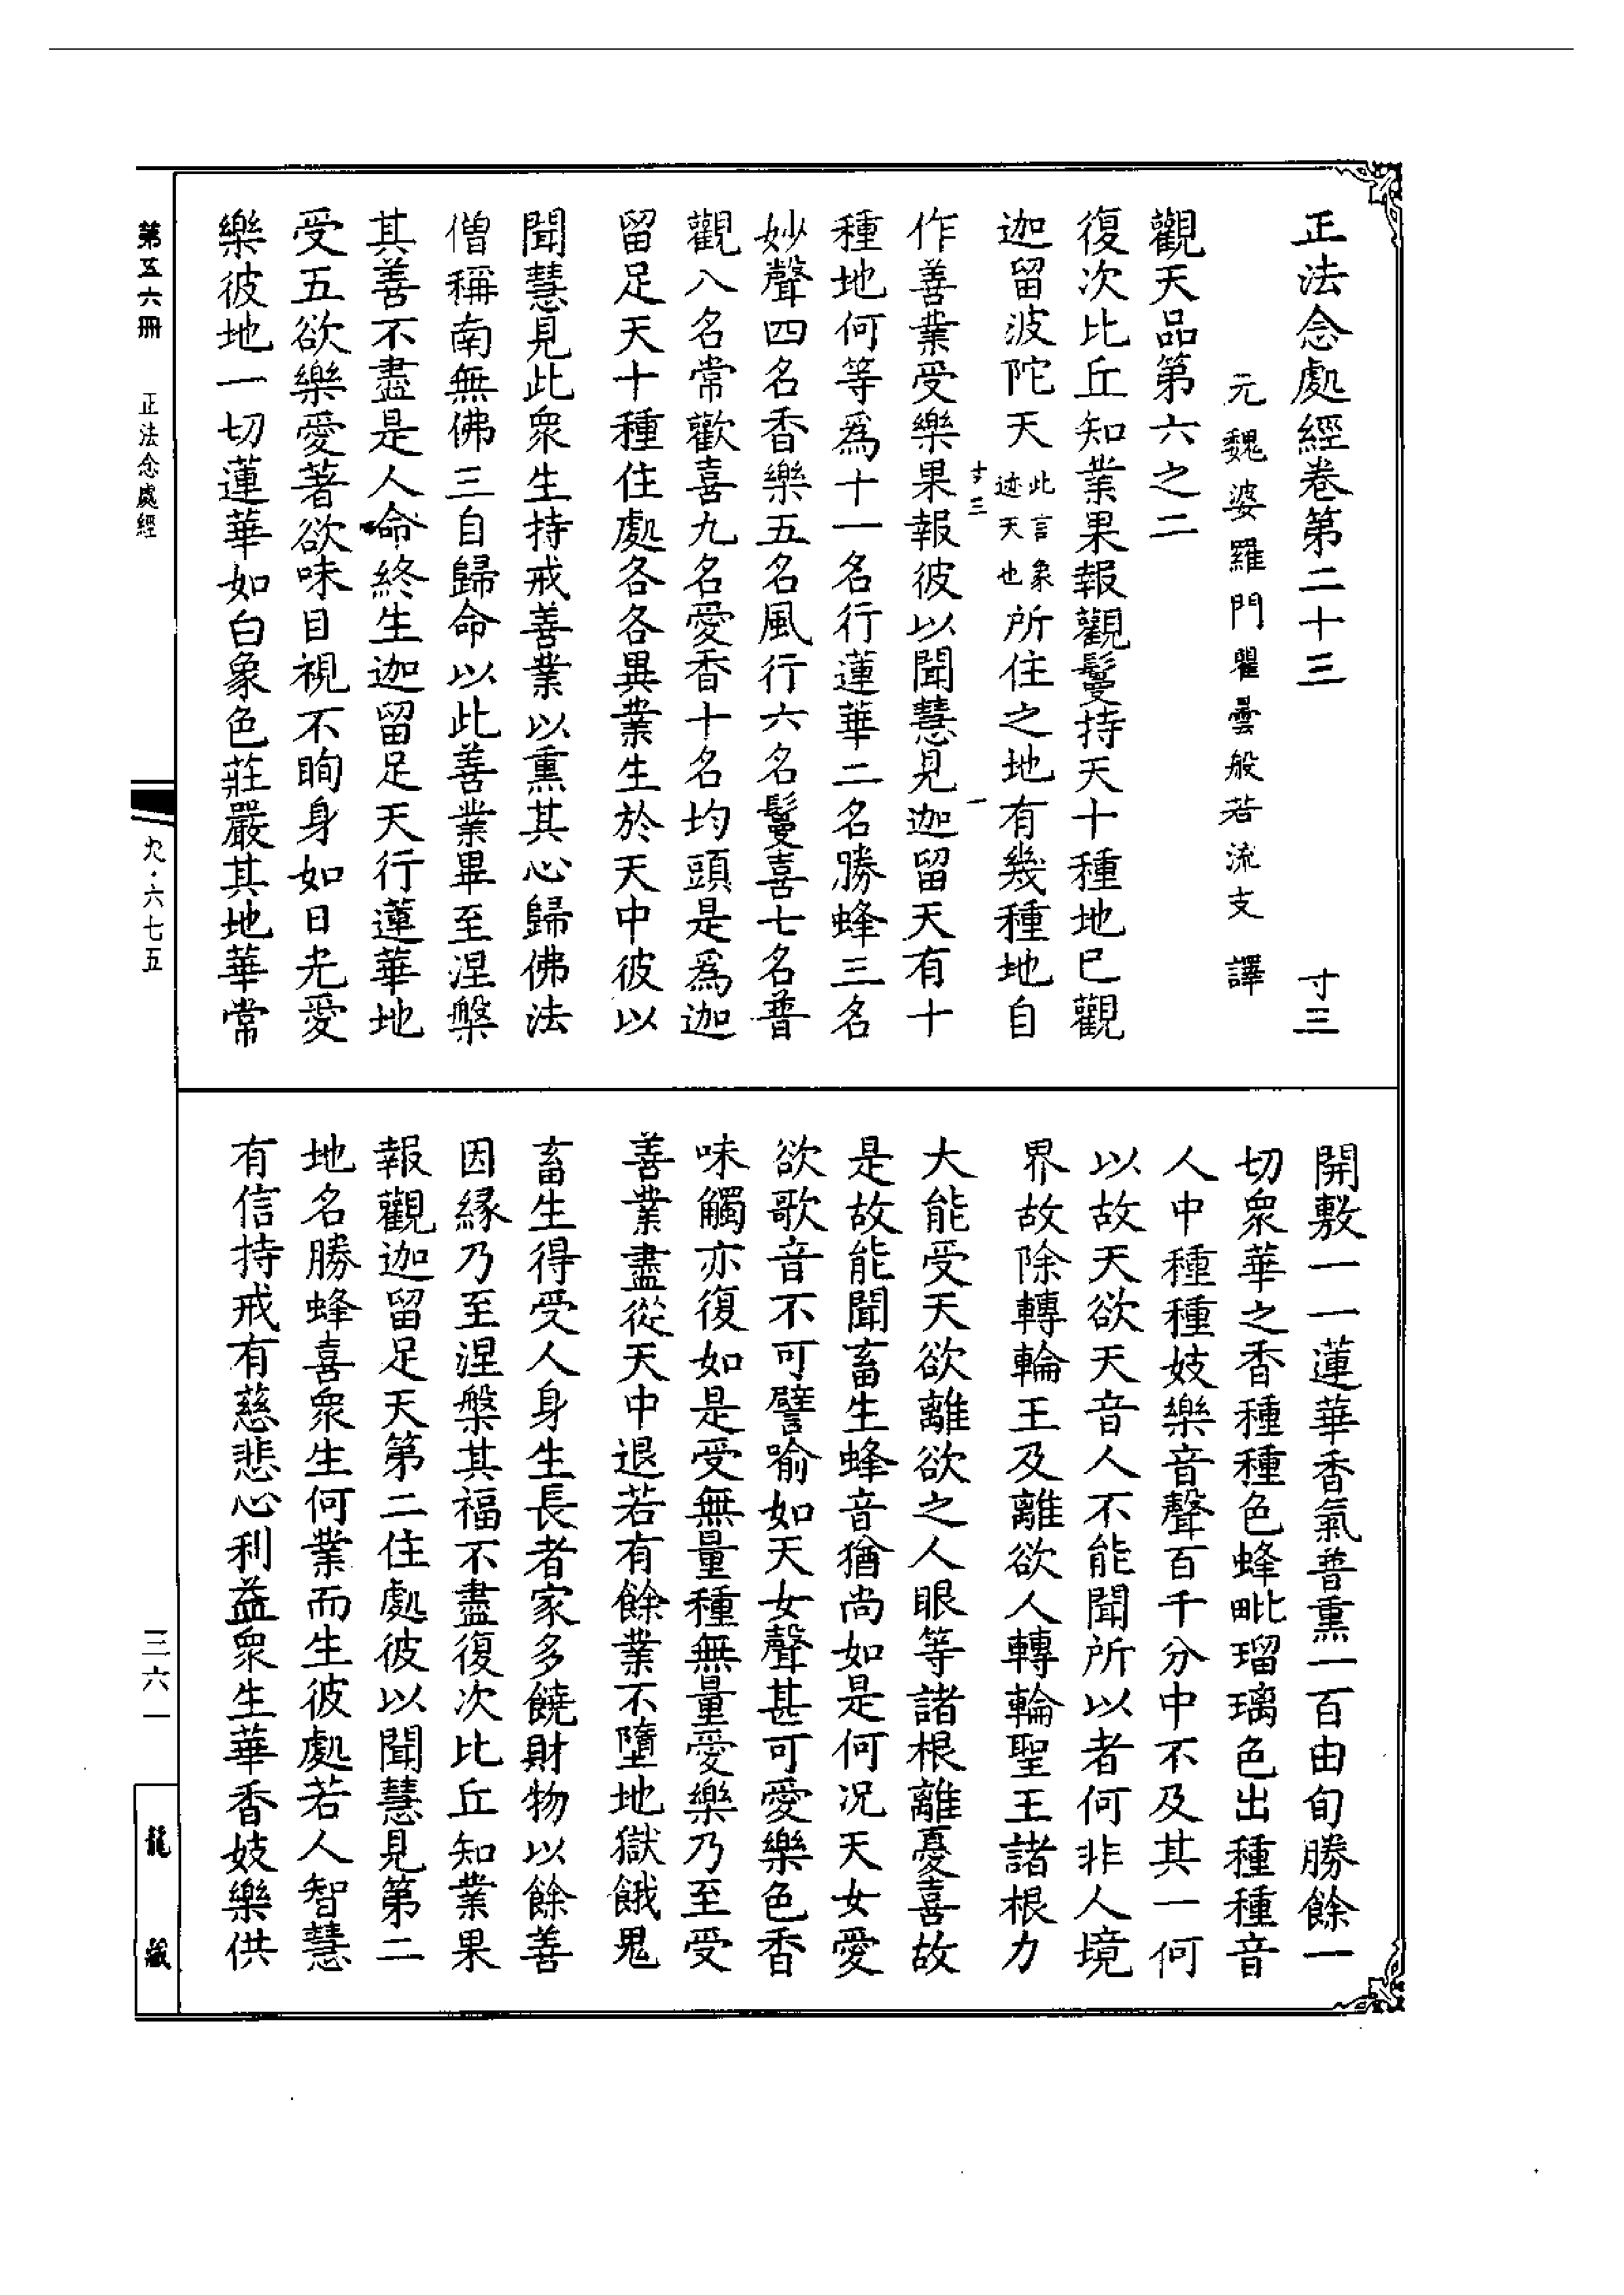 正法念處經卷第二十三　寸三
元魏婆羅門瞿曇般若流支譯
觀天品第六之二
復次比丘知業果報觀鬘持天十種地已觀
迦留波陀天此言象迹天也所住之地有幾種地自
寸三　一
作善業受樂果報彼以聞慧見迦留天有十
種地何等爲十一名行蓮華二名勝蜂三名
妙聲四名香樂五名風行六名鬘喜七名普
觀八名常歡喜九名愛香十名均頭是爲迦
留足天十種住處各各異業生於天中彼以
聞慧見此衆生持戒善業以熏其心歸佛法
僧稱南無佛三自歸命以此善業畢至涅槃
其善不盡是人命終生迦留足天行蓮華地
受五欲樂愛著欲味目視不眴身如日光愛
樂彼地一切蓮華如白象色莊嚴其地華常
開敷一一蓮華香氣普熏一百由旬勝餘一
切衆華之香種種色蜂毗瑠璃色出種種音
人中種種妓樂音聲百千分中不及其一何
以故天欲天音人不能聞所以者何非人境
界故除轉輪王及離欲人轉輪聖王諸根力
大能受天欲離欲之人眼等諸根離憂喜故
是故能聞畜生蜂音猶尚如是何況天女愛
欲歌音不可譬喻如天女聲甚可愛樂色香
味觸亦復如是受無量種無量愛樂乃至受
善業盡從天中退若有餘業不墮地獄餓鬼
畜生得受人身生長者家多饒財物以餘善
因緣乃至涅槃其福不盡復次比丘知業果
報觀迦留足天第二住處彼以聞慧見第二
地名勝蜂喜衆生何業而生彼處若人智慧
有信持戒有慈悲心利益衆生華香妓樂供
第五六冊　正法念處經
九·六七五
三六一
龍藏